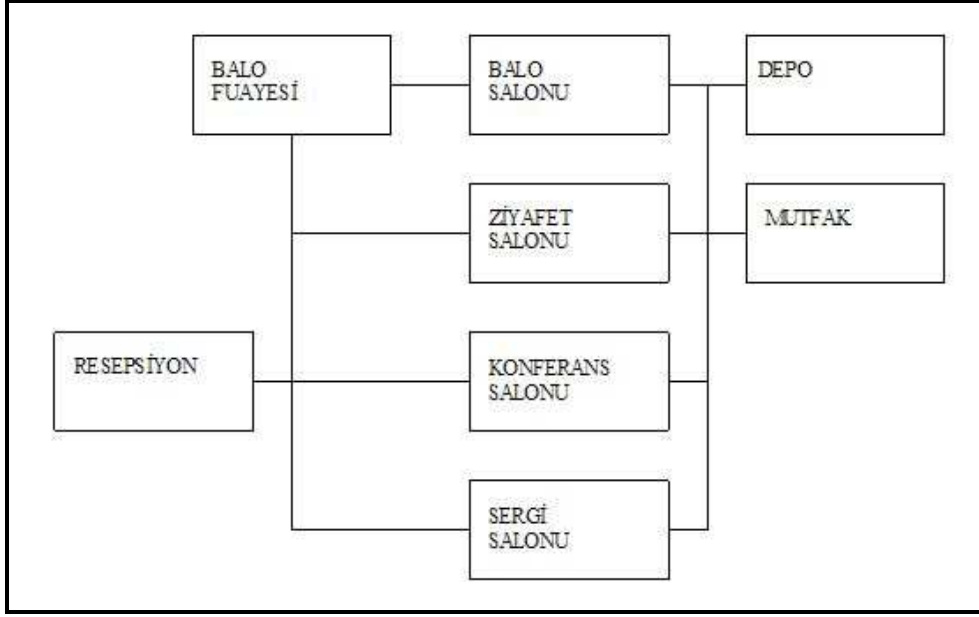 BALO
FUAYESİ
BALO
SALONU
DEPO
ZİYAFET
SALONU
MUTFAK
RESEPSİYON
KONFERANS
SALONU
SERGİ
SALONU